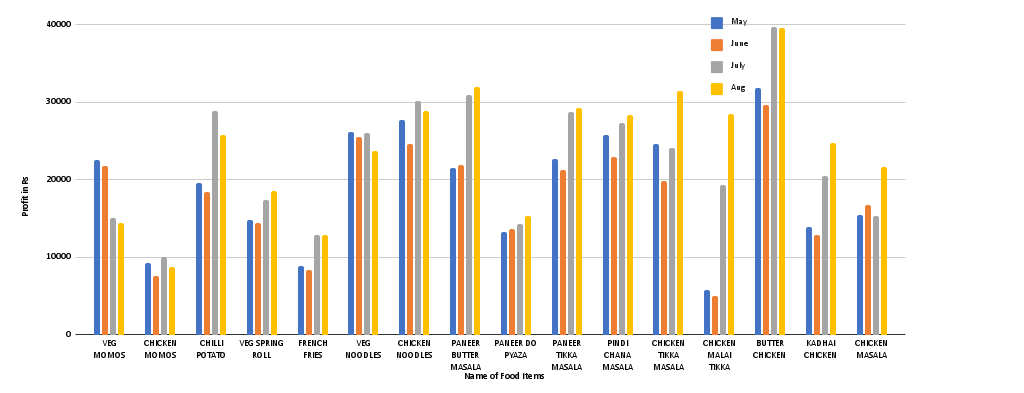 40000
30000
20000
10000
0
Profit in Rs
May
June
July
Aug
VEG
MOMOS
CHICKEN
MOMOS
CHILLI
POTATO
VEG SPRING
ROLL
FRENCH
FRIES
VEG
NOODLES
CHICKEN
NOODLES
PANEER
BUTTER
MASALA
PANEER DO
PYAZA
PANEER
TIKKA
MASALA
PINDI
CHANA
MASALA
CHICKEN
TIKKA
MASALA
CHICKEN
MALAI
TIKKA
BUTTER
CHICKEN
KADHAI
CHICKEN
CHICKEN
MASALA
Name of Food Items